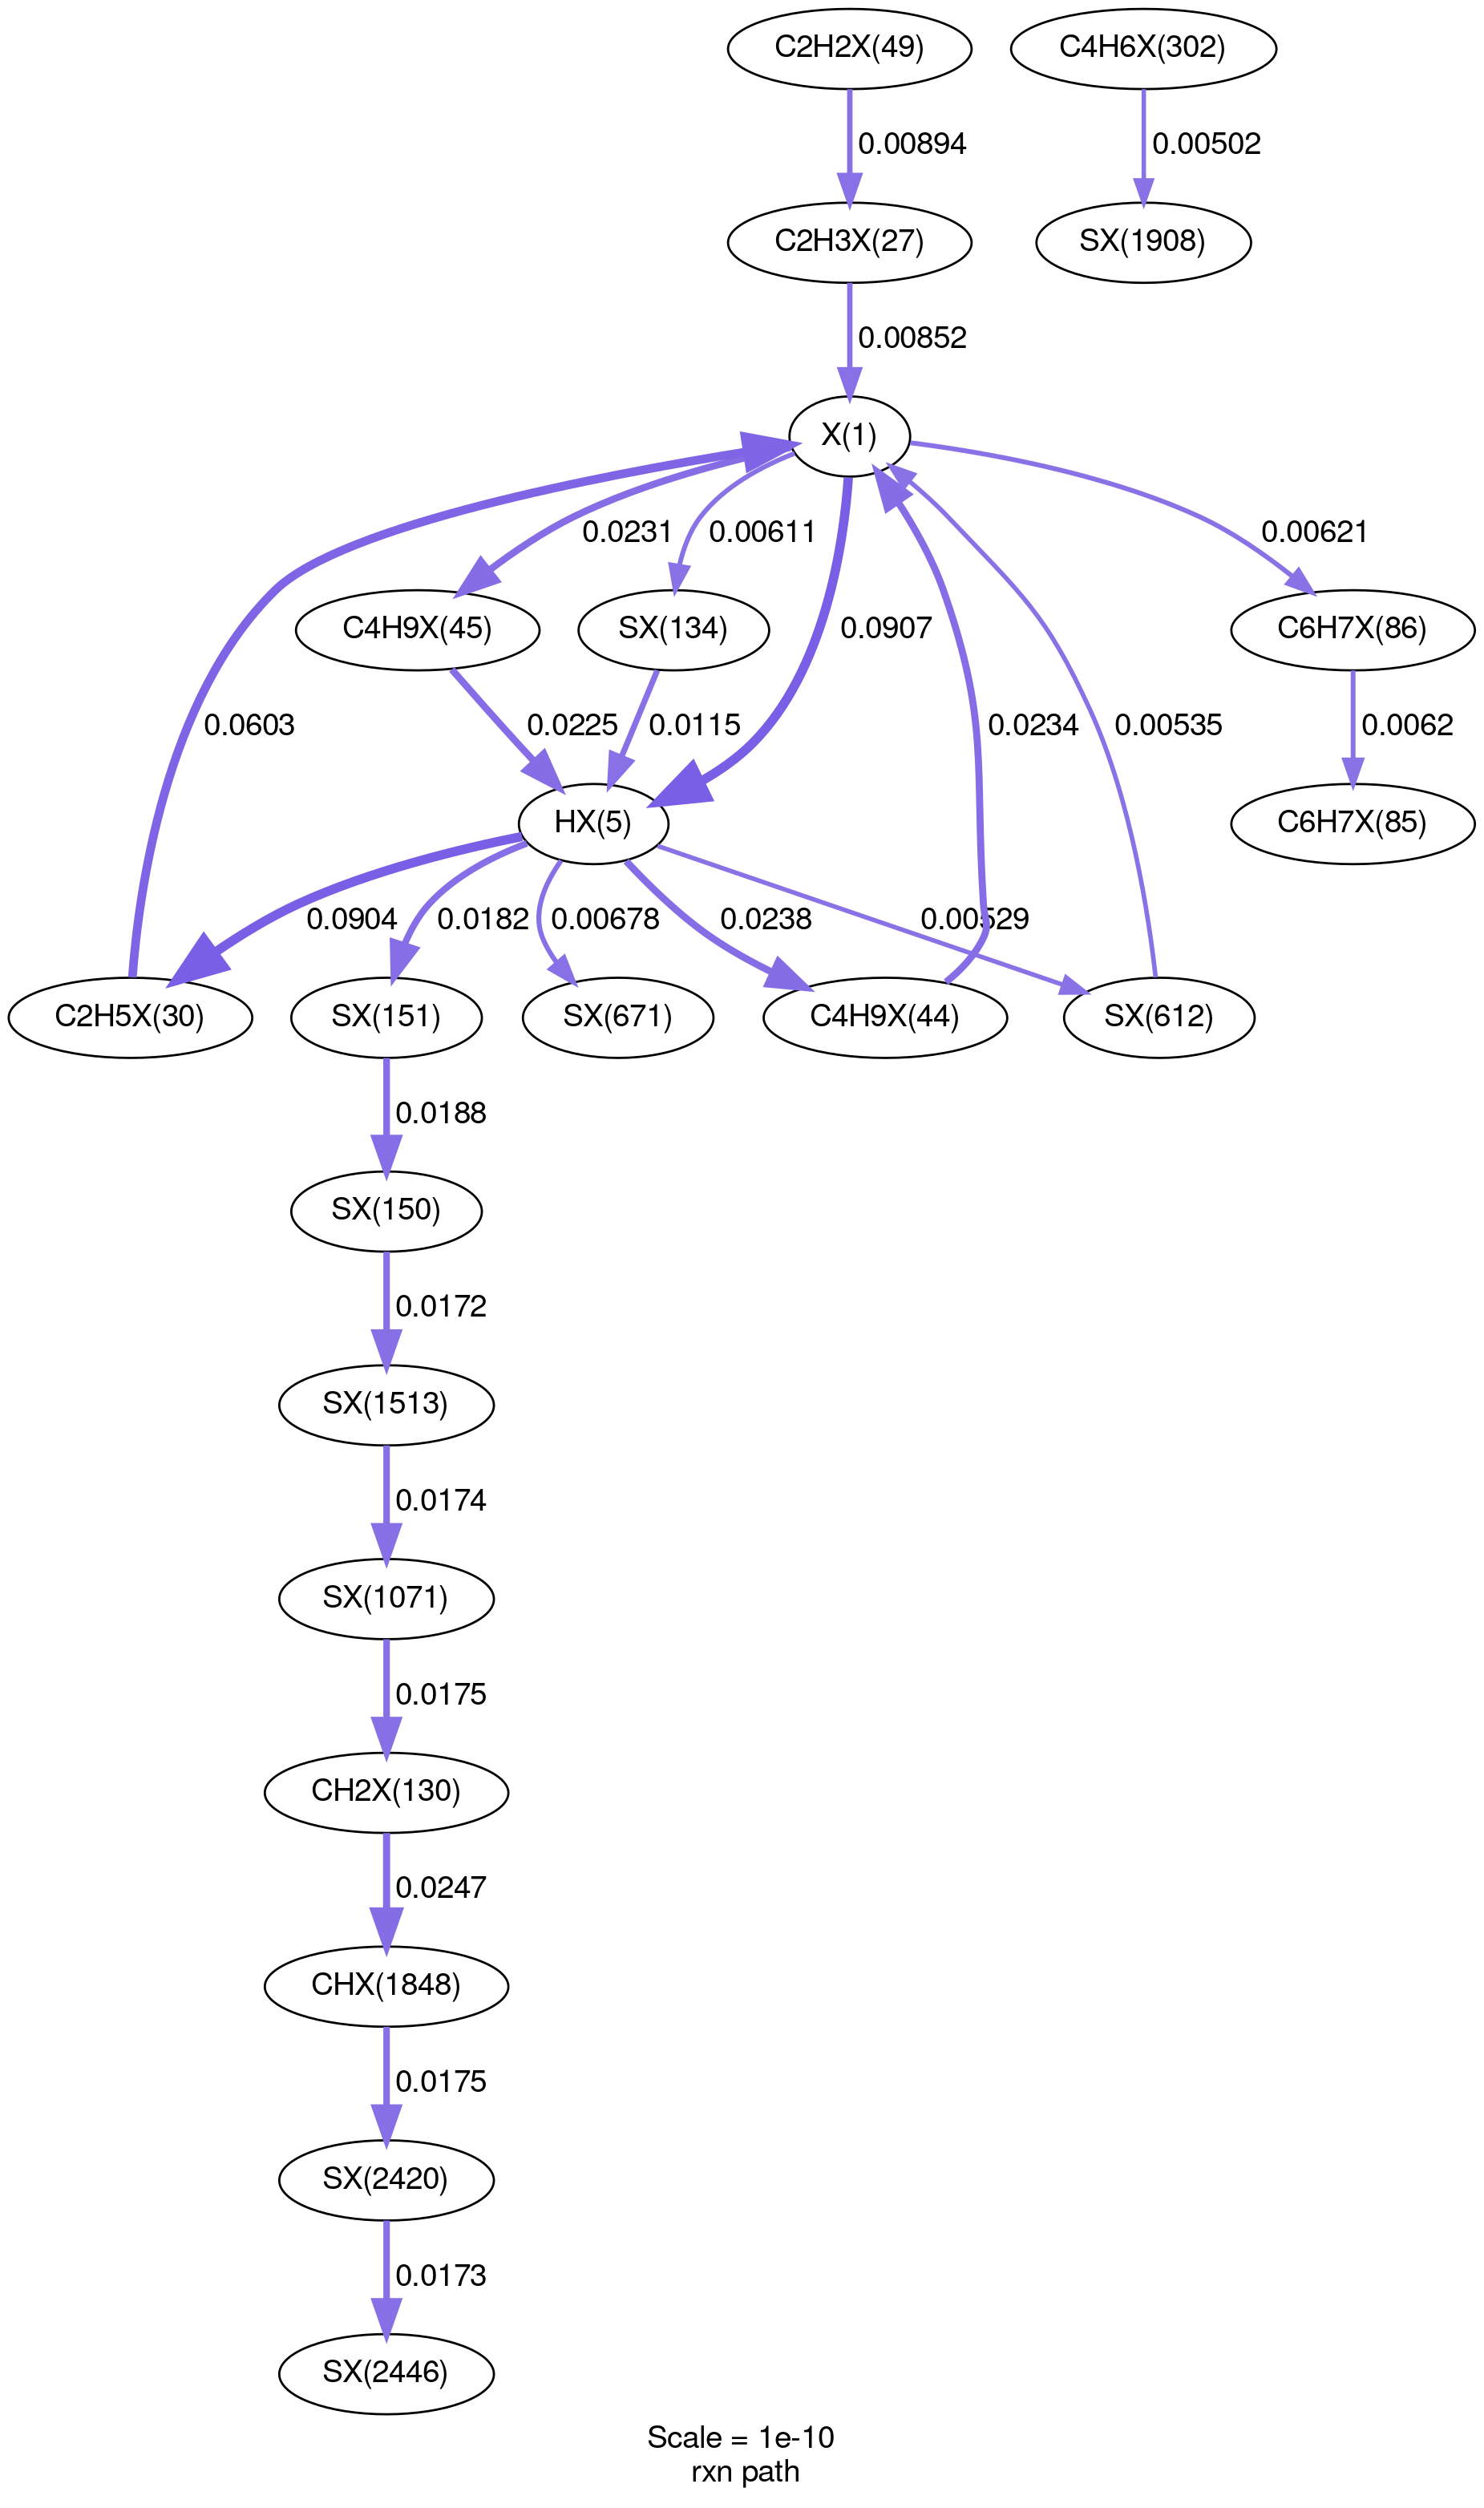 C2H2X(49)
C4H6X(302)
0.00894
0.00502
C2H3X(27)
SX(1908)
0.00852
X(1)
0.0231
0.00611
0.00621
C4H9X(45)
SX(134)
0.0907
C6H7X(86)
0.0603
0.0225
0.0115
0.0234
0.00535
0.0062
HX(5)
C6H7X(85)
0.0904
0.0182
0.00678
0.0238
0.00529
C2H5X(30)
SX(151)
SX(671)
C4H9X(44)
SX(612)
0.0188
SX(150)
0.0172
SX(1513)
0.0174
SX(1071)
0.0175
CH2X(130)
0.0247
CHX(1848)
0.0175
SX(2420)
0.0173
SX(2446)
Scale = 1e-10
rxn path